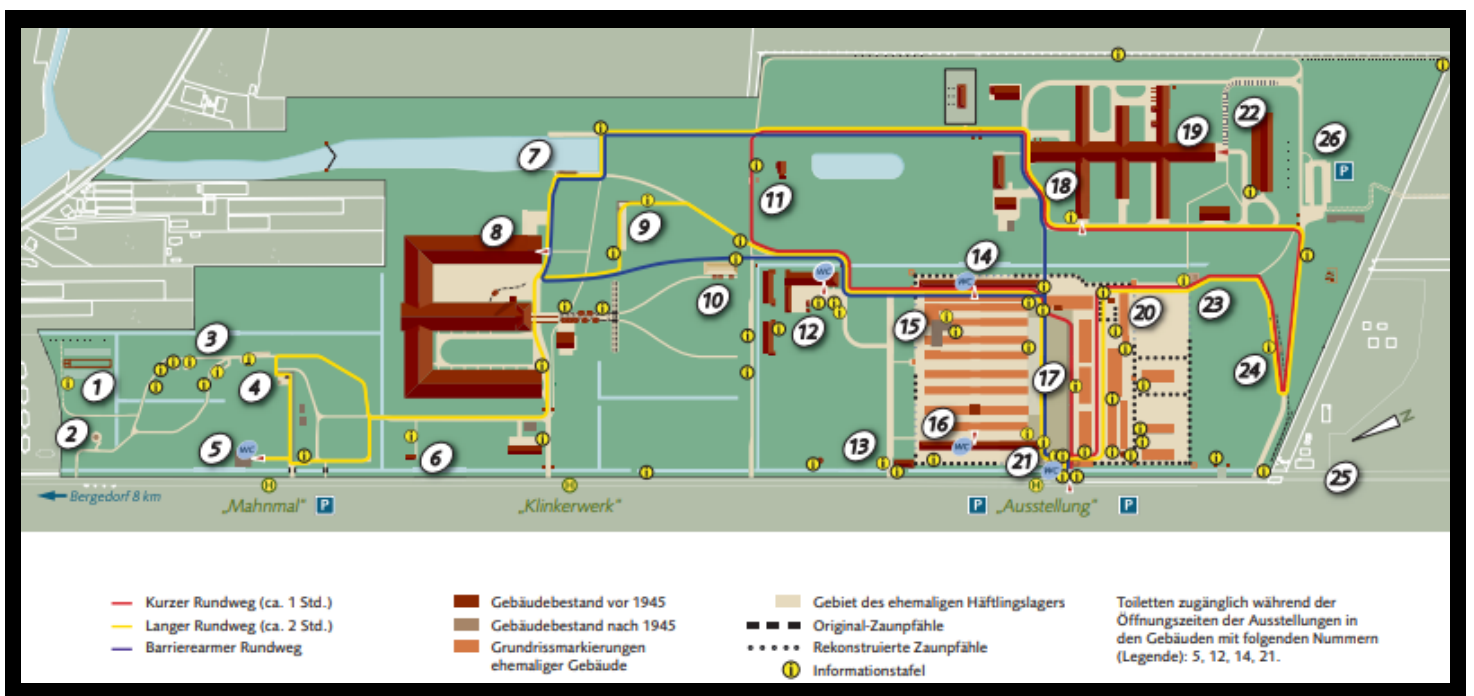 7
8
9
11
18
19
22
26
P
3
1
4
2
5
WC
6
10
WC
12
14
WC
15
16
WC
13
17
20
23
24
21
WC
25
N
Bergedorf 8 km
H
„Mahnmal“ P
H
„Klinkerwerk“
H
P „Ausstellung“ P
Kurzer Rundweg (ca. 1 Std.)
Langer Rundweg (ca. 2 Std.)
Barrierearmer Rundweg
Gebäudebestand vor 1945
Gebäudebestand nach 1945
Grundrissmarkierungen
ehemaliger Gebäude
Gebiet des ehemaligen Häftlingslagers
Original-Zaunpfähle
Rekonstruierte Zaunpfähle
i Informationstafel
Toiletten zugänglich während der
Öffnungszeiten der Ausstellungen in
den Gebäuden mit folgenden Nummern
(Legende): 5, 12, 14, 21.